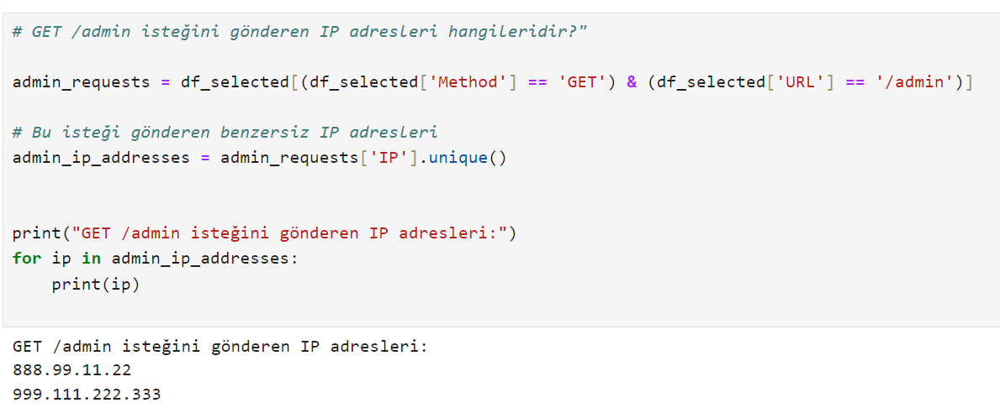 # GET /admin isteğini gönderen IP adresleri hangileridir?"
admin_requests = df_selected[(df_selected['Method'] == 'GET') & (df_selected['URL'] == '/admin')]
# Bu isteği gönderen benzersiz IP adresleri
admin_ip_addresses = admin_requests['IP'].unique()
print("GET /admin isteğini gönderen IP adresleri:")
for ip in admin_ip_addresses:
    print(ip)
GET /admin isteğini gönderen IP adresleri:
888.99.11.22
999.111.222.333